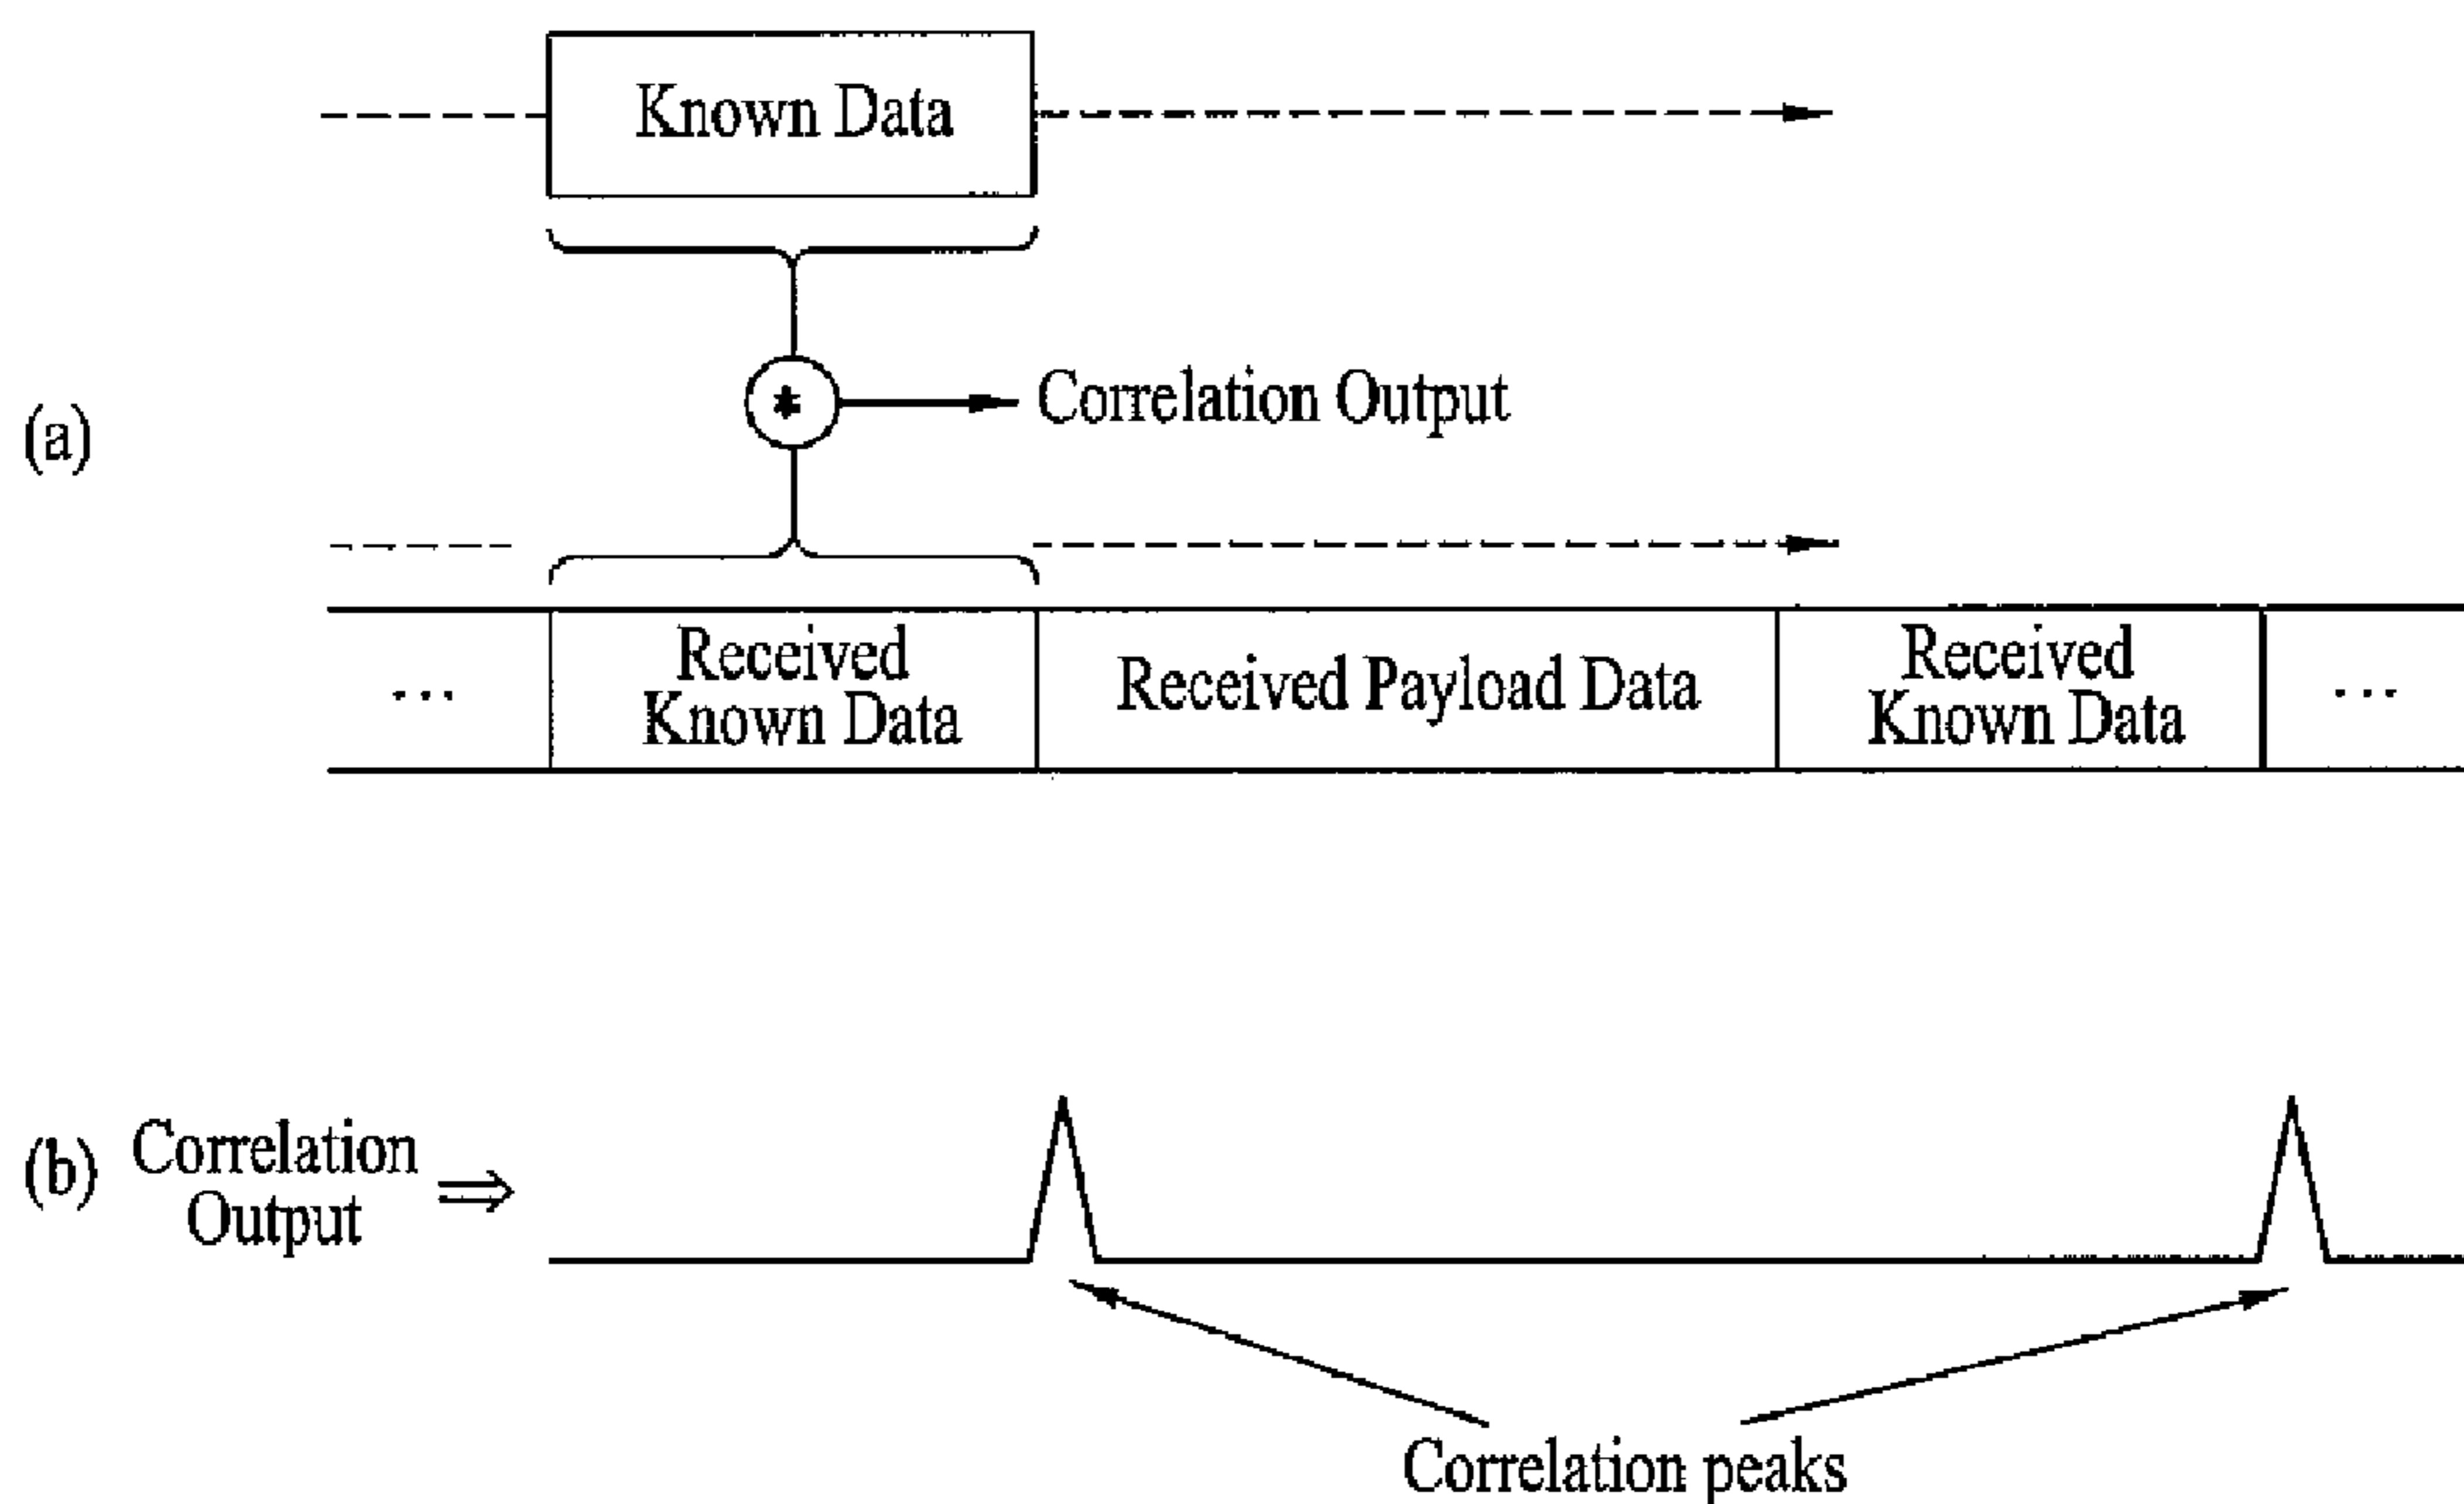 Known Data
*
Correlation Output
(a)
...
Received
Known Data
Received Payload Data
Received
Known Data
...
(b)
Correlation
Output
Correlation peaks